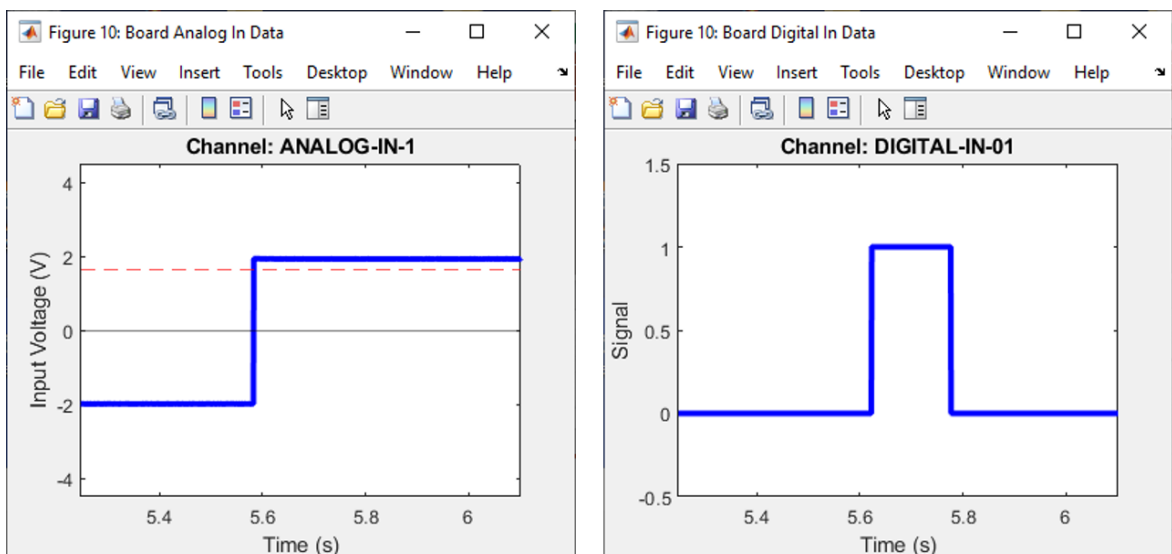 Figure 10: Board Analog In Data
File Edit View Insert Tools Desktop Window Help
Channel: ANALOG-IN-1
4
2
0
-2
-4
Input Voltage (V)
5.4 5.6 5.8 6
Time (s)
Figure 10: Board Digital In Data
File Edit View Insert Tools Desktop Window Help
Channel: DIGITAL-IN-01
1.5
1
0.5
0
-0.5
Signal
5.4 5.6 5.8 6
Time (s)